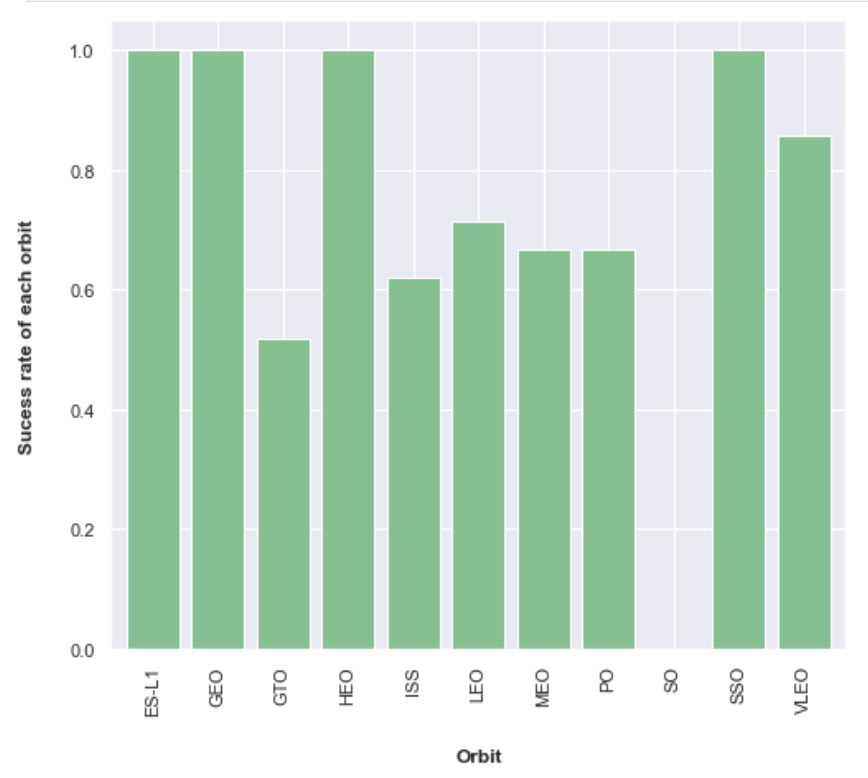 Sucess rate of each orbit
1.0
0.8
0.6
0.4
0.2
0.0
ES-L1
GEO
GTO
HEO
ISS
LEO
MEO
PO
SO
SSO
VLEO
Orbit